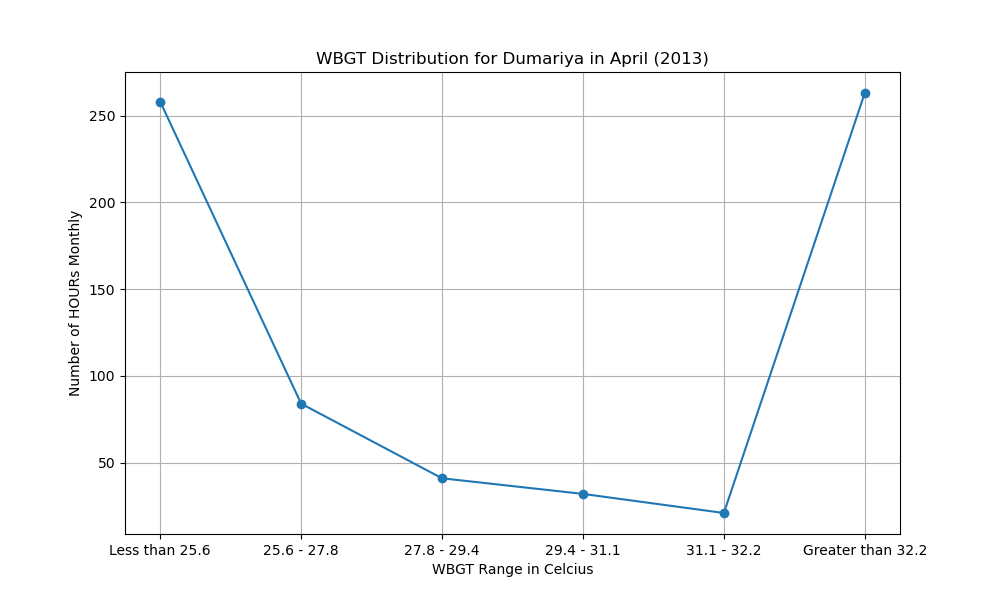 WBGT Distribution for Dumariya in April (2013)
Number of HOURs Monthly
250
200
150
100
50
Less than 25.6
25.6 - 27.8
27.8 - 29.4
29.4 - 31.1
31.1 - 32.2
Greater than 32.2
WBGT Range in Celcius